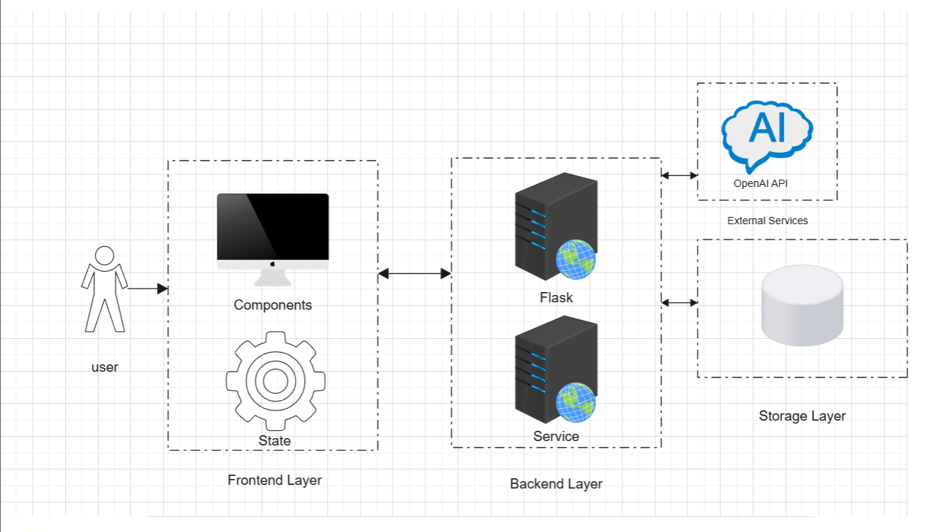 AI
OpenAI API
External Services
Components
Flask
user
Storage Layer
State
Service
Frontend Layer
Backend Layer